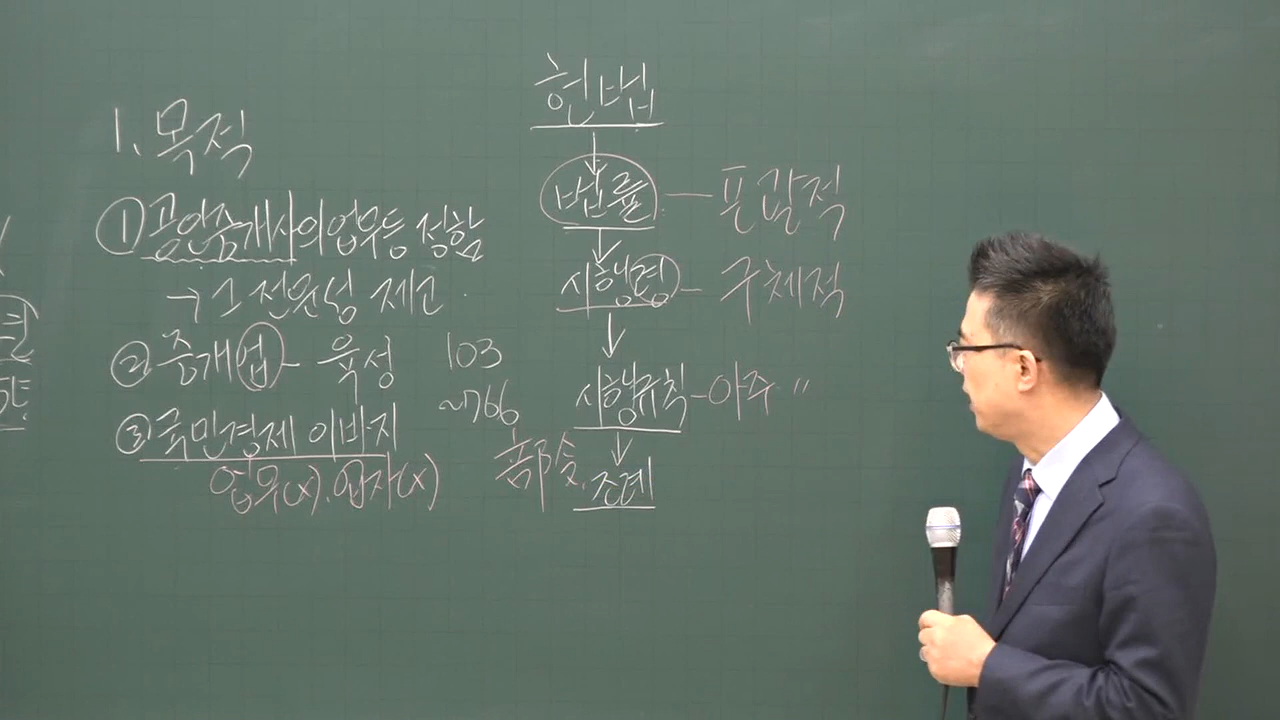 1. 목적
① 공인중개사의 업무등 정함
→ 그 전문성 제고
② 중개업 - 육성
③ 국민경제 이바지
업무(x), 업자(x)
103
~766
헌법
↓
법률 - 포괄적
↓
시행령 - 구체적
↓
시행규칙 - 아주 〃
↓
部令, 조례